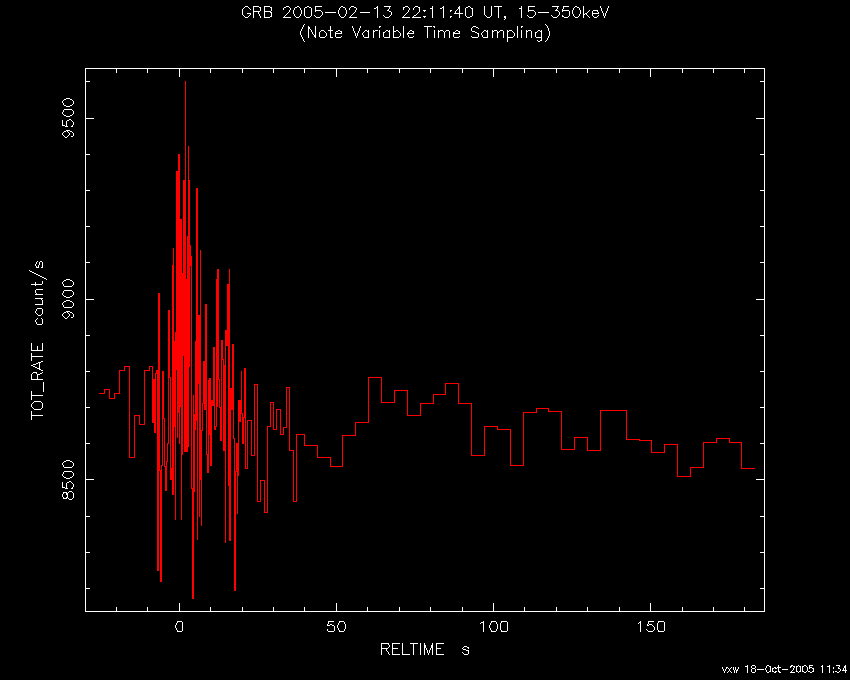 GRB 2005-02-13 22:11:40 UT, 15-350keV
(Note Variable Time Sampling)
9500
9000
8500
TOT_RATE count/s
0 50 100 150
RELTIME s
vxw 18-Oct-2005 11:34